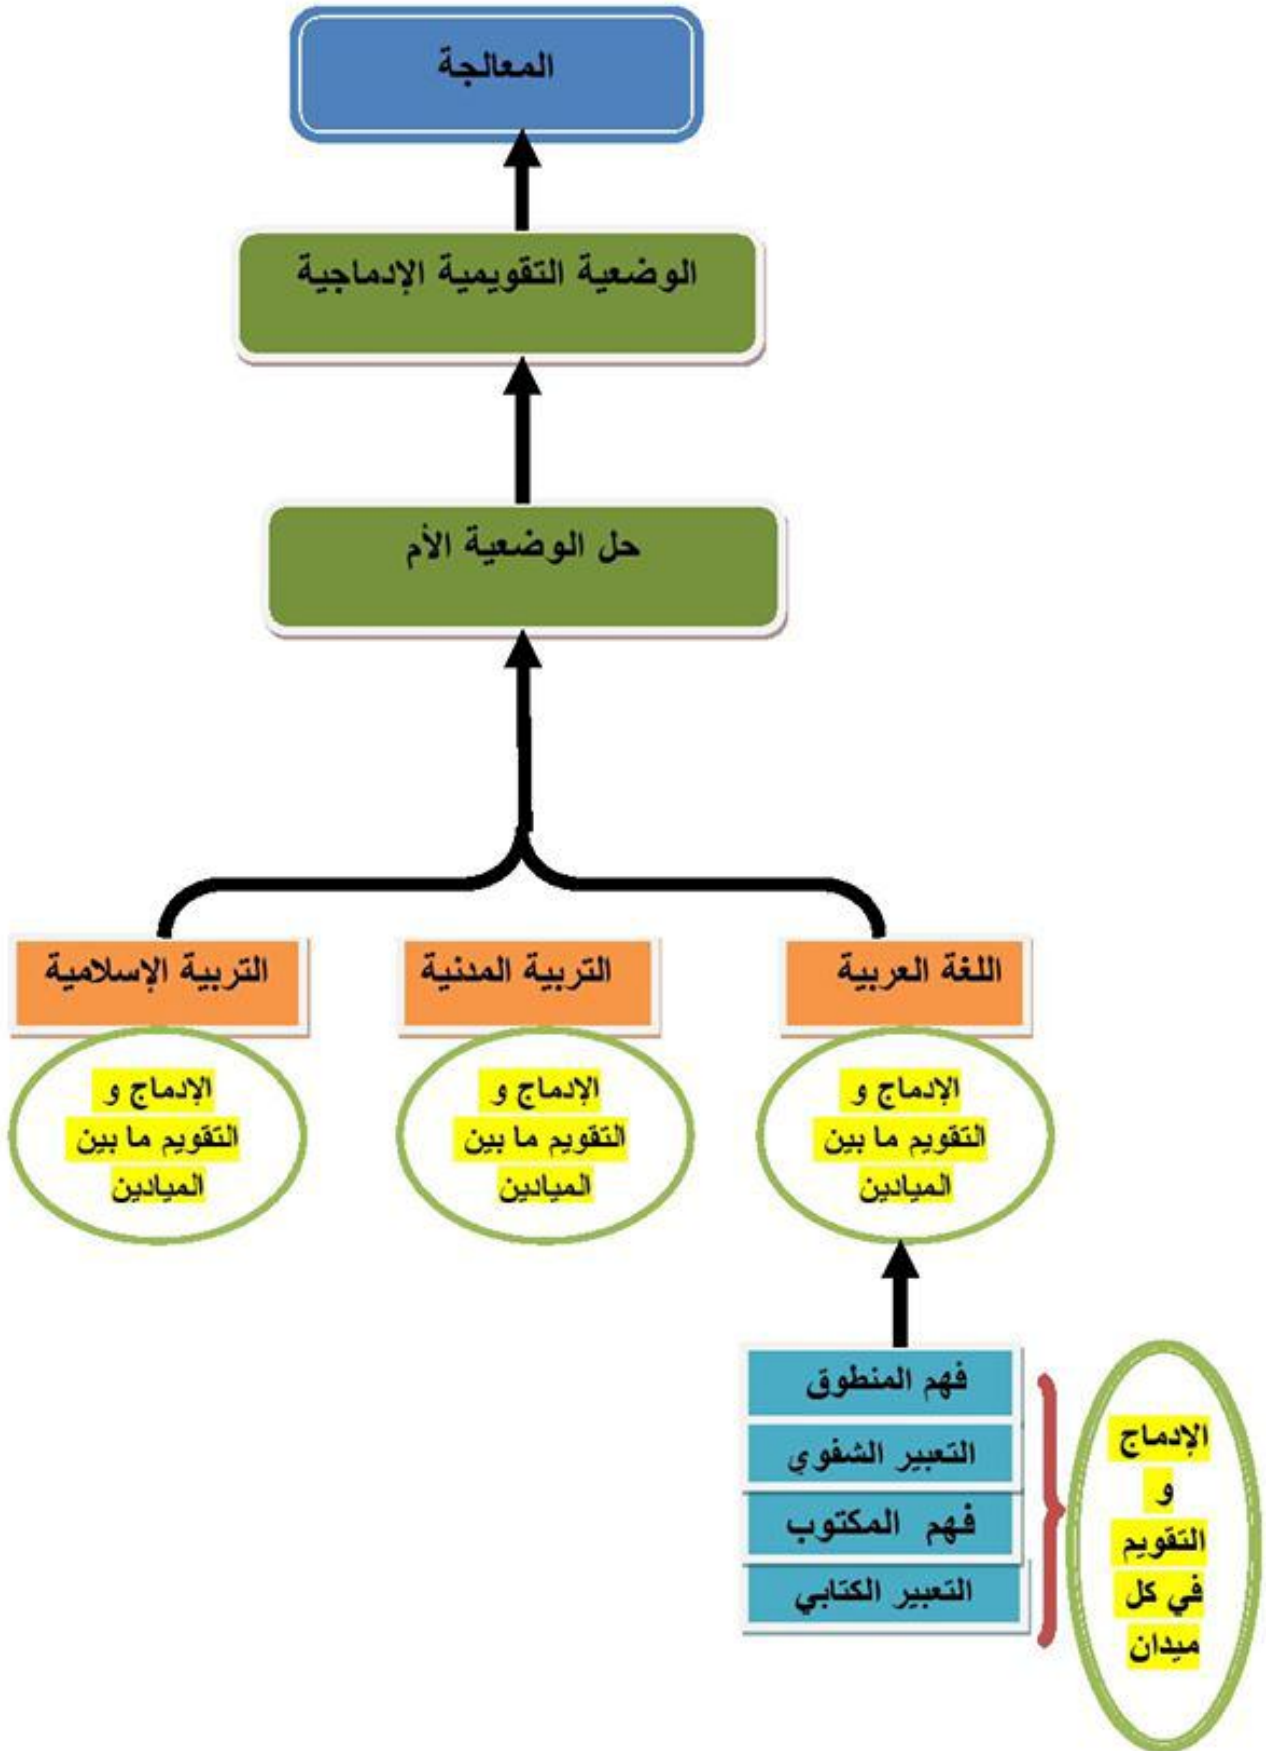 المعالجة
الوضعية التقويمية الإدماجية
حل الوضعية الأم
اللغة العربية
التربية المدنية
التربية الإسلامية
الإدماج و
التقويم ما بين
الميادين
الإدماج و
التقويم ما بين
الميادين
الإدماج و
التقويم ما بين
الميادين
فهم المنطوق
التعبير الشفوي
فهم المكتوب
التعبير الكتابي
الإدماج
و
التقويم
في كل
ميدان